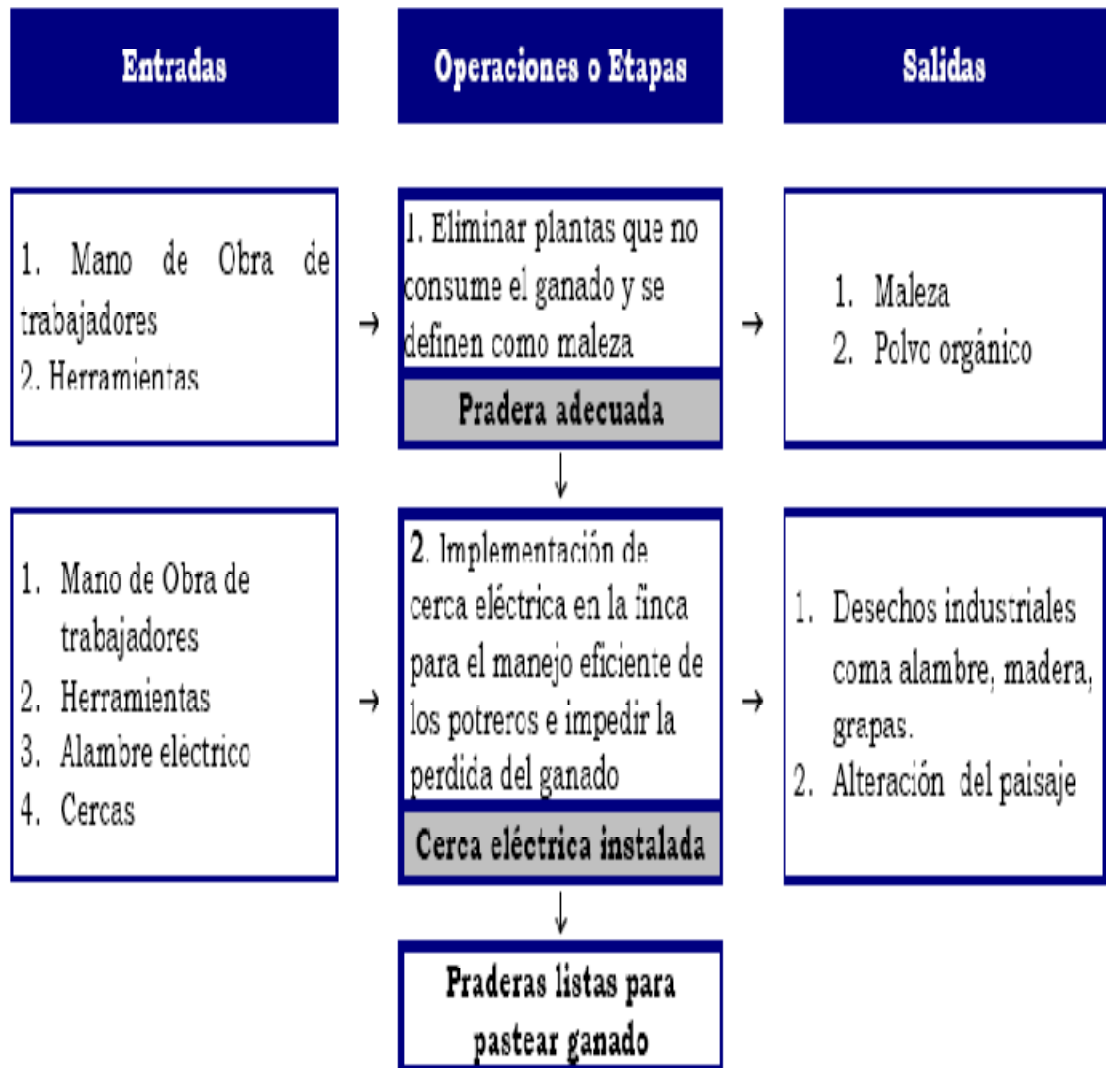 Entradas
Operaciones o Etapas
Salidas
1. Mano de Obra de
trabajadores
2. Herramientas
1. Eliminar plantas que no
consume el ganado y se
definen como maleza
Pradera adecuada
1. Maleza
2. Polvo orgánico
1. Mano de Obra de
trabajadores
2. Herramientas
3. Alambre eléctrico
4. Cercas
2. Implementación de
cerca eléctrica en la finca
para el manejo eficiente de
los potreros e impedir la
perdida del ganado
Cerca eléctrica instalada
1. Desechos industriales
coma alambre, madera,
grapas.
2. Alteración del paisaje
Praderas listas para
pastear ganado